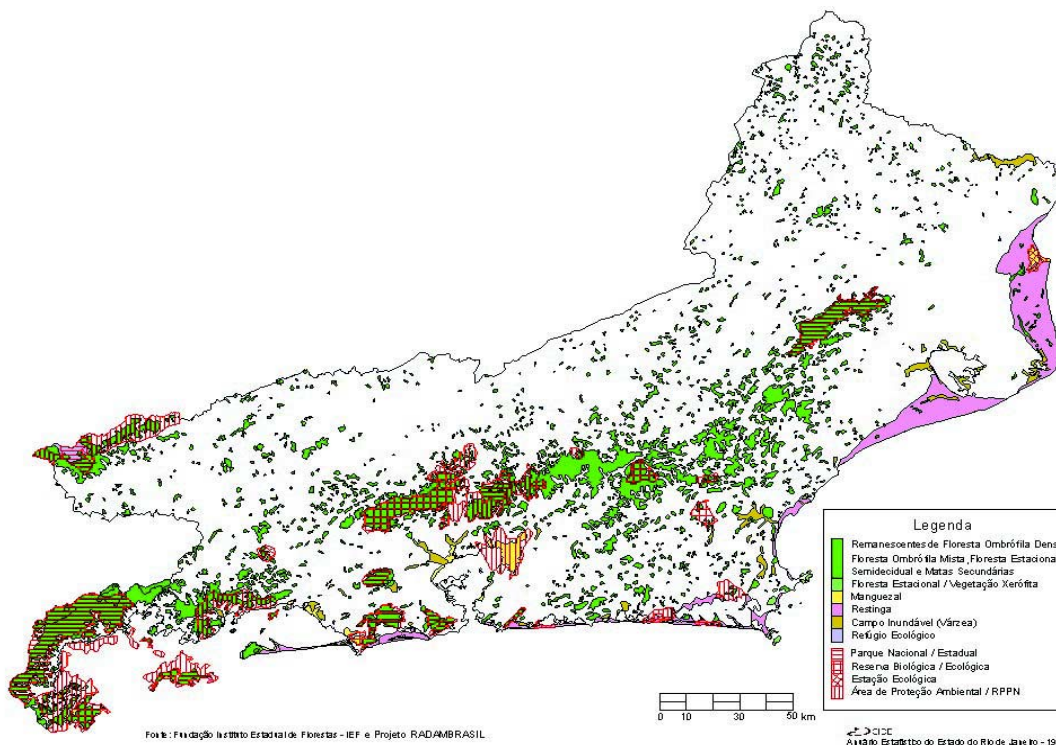 Legenda
Remanescentes de Floresta Ombrófila Dens
Floresta Ombrófila Mista, Floresta Estacional
Semidecidual e Matas Secundárias
Floresta Estacional / Vegetação Xerófita
Manguezal
Restinga
Campo Inundável (Várzea)
Refúgio Ecológico
Parque Nacional / Estadual
Reserva Biológica / Ecológica
Estação Ecológica
Área de Proteção Ambiental / RPPN
0 10 50 km
Fonte: Fundação Instituto Estadual de Florestas - IEF e Projeto RADAMBRASIL
CIDE
Anuário Estatístico do Estado do Rio de Janeiro - 19